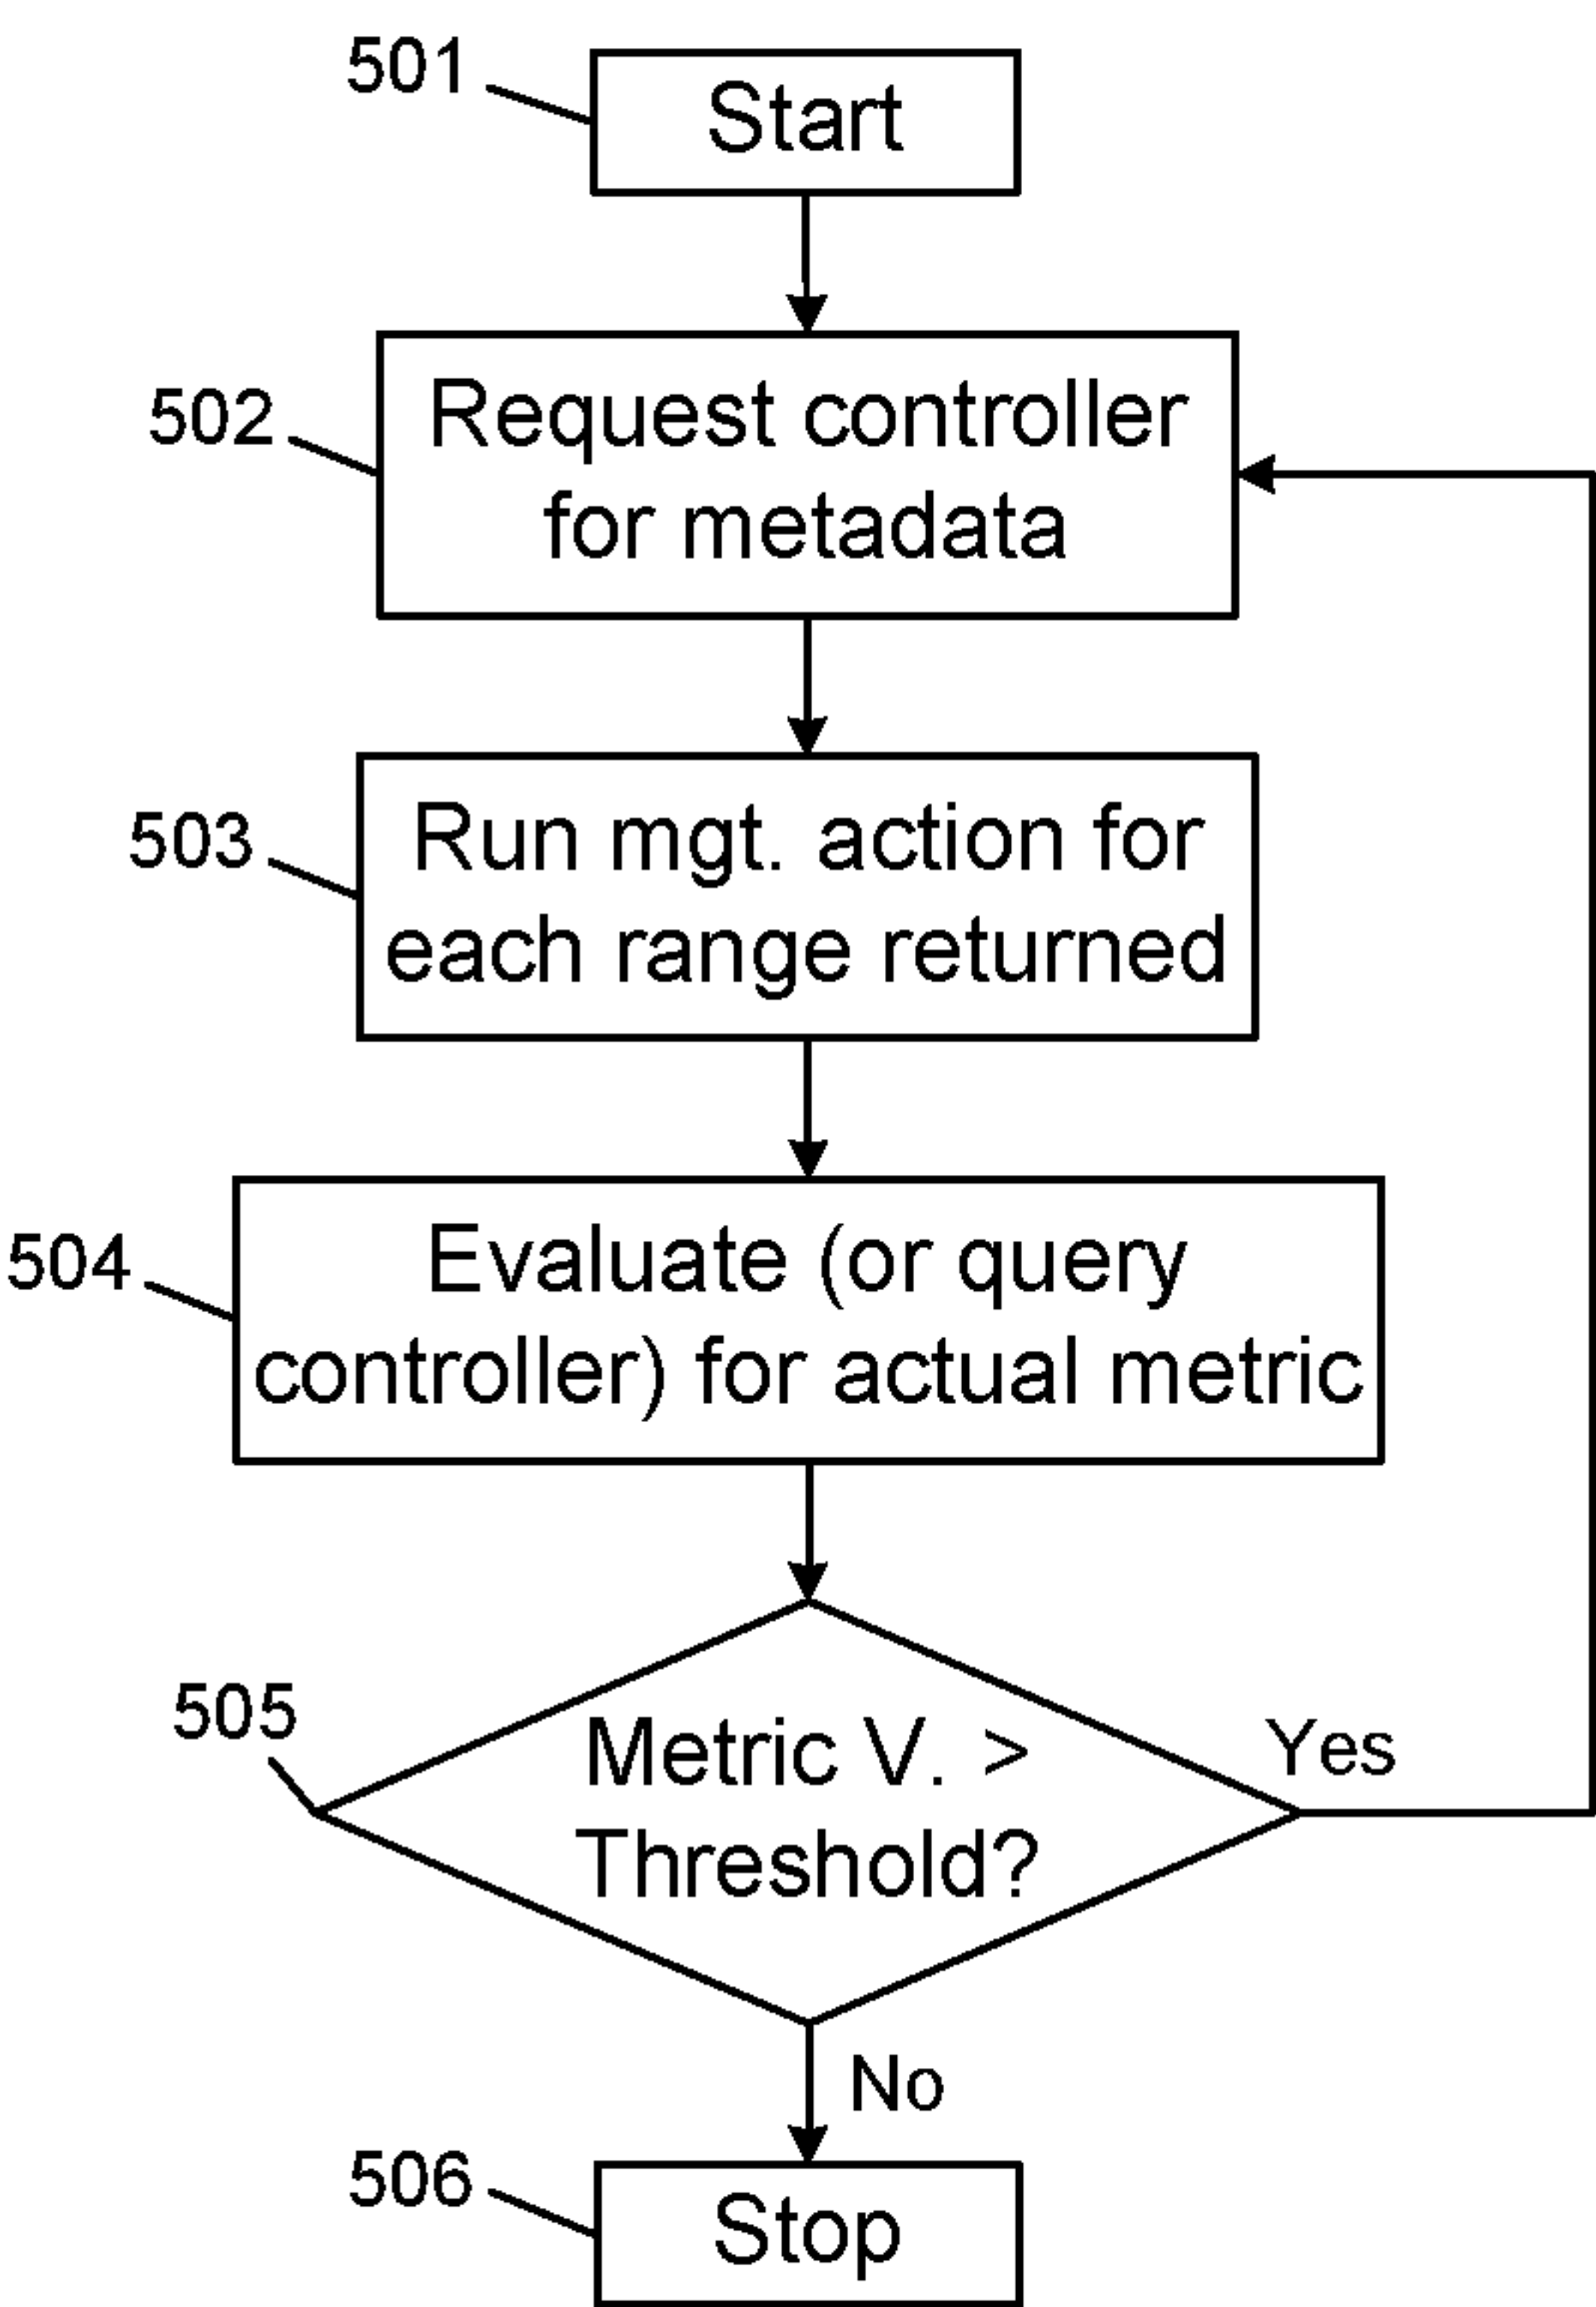 501
Start
502
Request controller
for metadata
503
Run mgt. action for
each range returned
504
Evaluate (or query
controller) for actual metric
505
Metric V. >
Threshold?
Yes
No
506
Stop